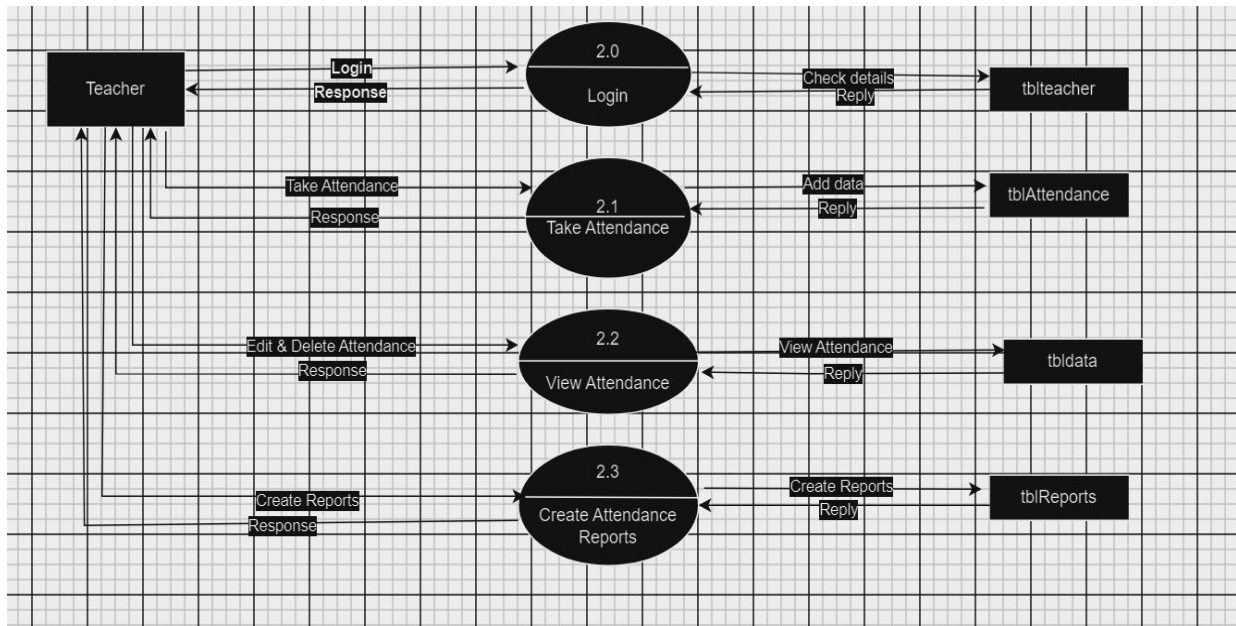 Teacher
Login
Response
2.0
Login
Check details
Reply
tblteacher
Take Attendance
Response
2.1
Take Attendance
Add data
Reply
tblAttendance
Edit & Delete Attendance
Response
2.2
View Attendance
View Attendance
Reply
tbldata
Create Reports
Response
2.3
Create Attendance
Reports
Create Reports
Reply
tblReports